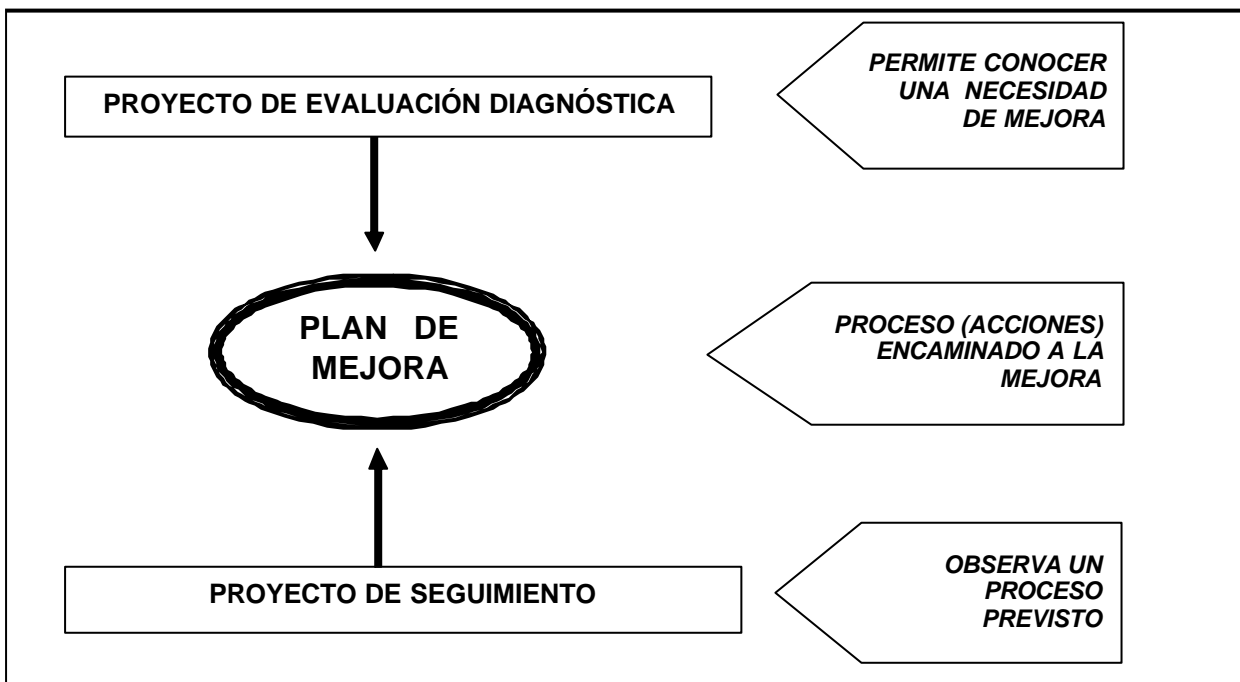 PROYECTO DE EVALUACIÓN DIAGNÓSTICA
PERMITE CONOCER
UNA NECESIDAD
DE MEJORA
PLAN DE
MEJORA
PROCESO (ACCIONES)
ENCAMINADO A LA
MEJORA
PROYECTO DE SEGUIMIENTO
OBSERVA UN
PROCESO
PREVISTO